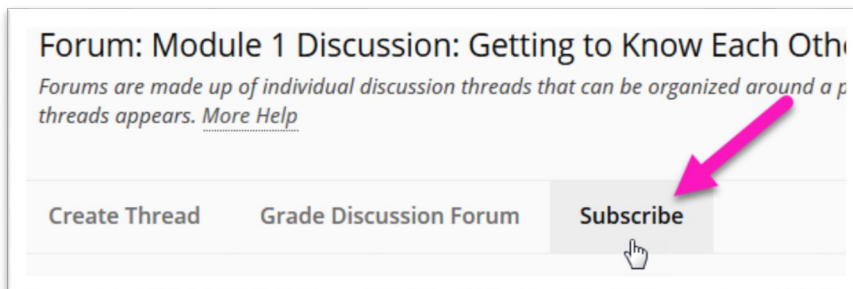 Forum: Module 1 Discussion: Getting to Know Each
Forums are made up of individual discussion threads that can be organized around a
threads appears. More Help
Create Thread Grade Discussion Forum Subscribe